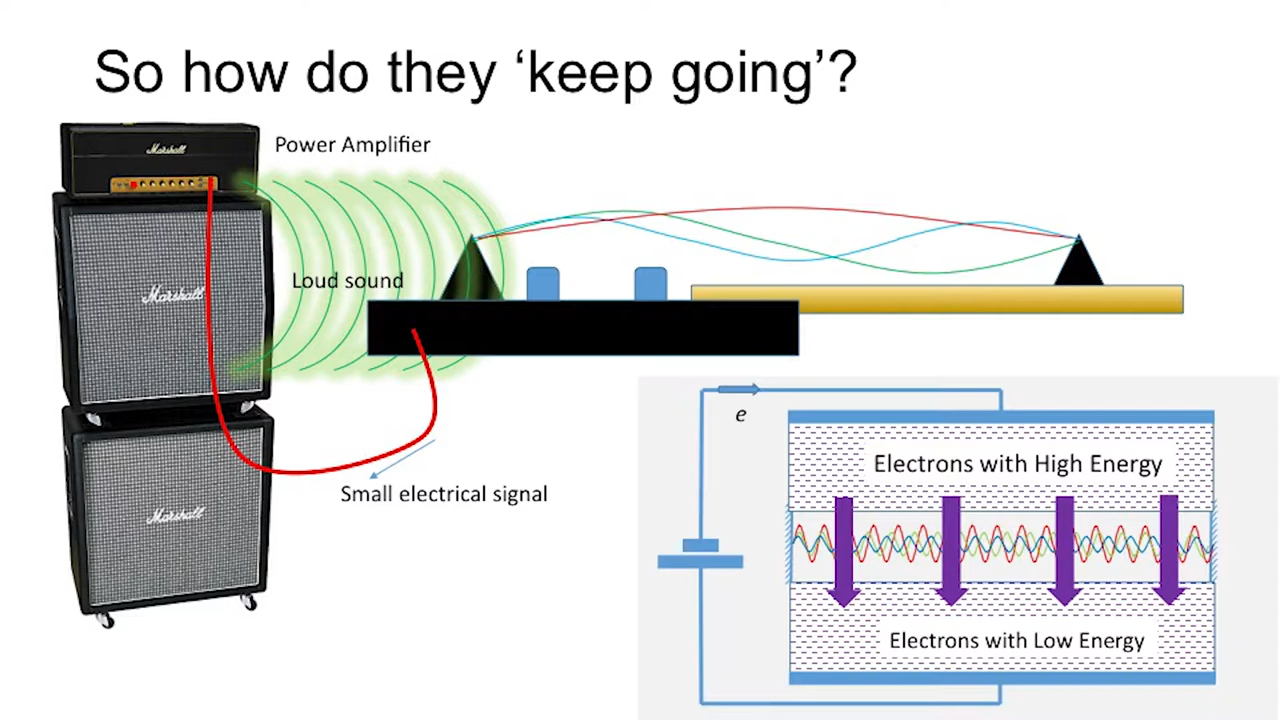 So how do they ‘keep going’?
Marshall
Power Amplifier
Loud sound
Marshall
Small electrical signal
Marshall
e
Electrons with High Energy
Electrons with Low Energy